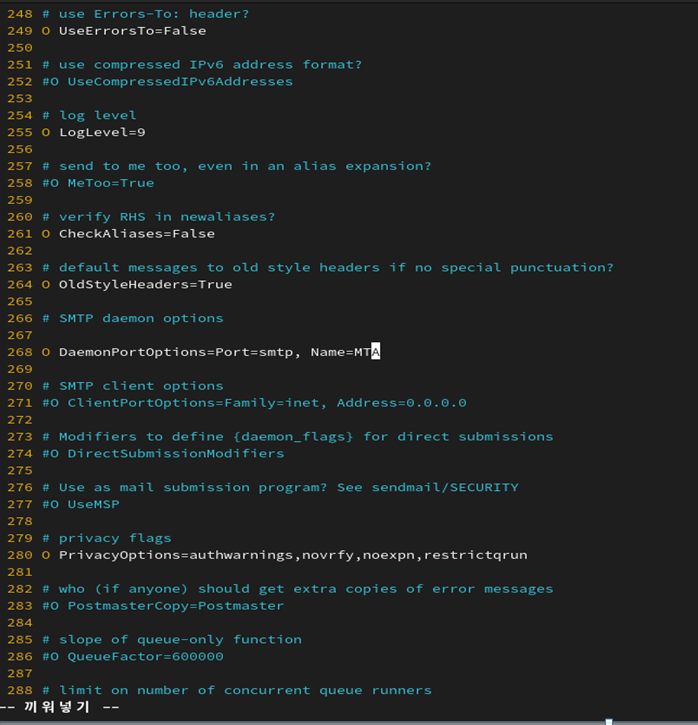 248 # use Errors-To: header?
249 O UseErrorsTo=False
250
251 # use compressed IPv6 address format?
252 #O UseCompressedIPv6Addresses
253
254 # log level
255 O LogLevel=9
256
257 # send to me too, even in an alias expansion?
258 #O MeToo=True
259
260 # verify RHS in newaliases?
261 O CheckAliases=False
262
263 # default messages to old style headers if no special punctuation?
264 O OldStyleHeaders=True
265
266 # SMTP daemon options
267
268 O DaemonPortOptions=Port=smtp, Name=MTA
269
270 # SMTP client options
271 #O ClientPortOptions=Family=inet, Address=0.0.0.0
272
273 # Modifiers to define {daemon_flags} for direct submissions
274 #O DirectSubmissionModifiers
275
276 # Use as mail submission program? See sendmail/SECURITY
277 #O UseMSP
278
279 # privacy flags
280 O PrivacyOptions=authwarnings,novrfy,noexpn,restrictqrun
281
282 # who (if anyone) should get extra copies of error messages
283 #O PostmasterCopy=Postmaster
284
285 # slope of queue-only function
286 #O QueueFactor=600000
287
288 # limit on number of concurrent queue runners
-- 끼워넣기 --